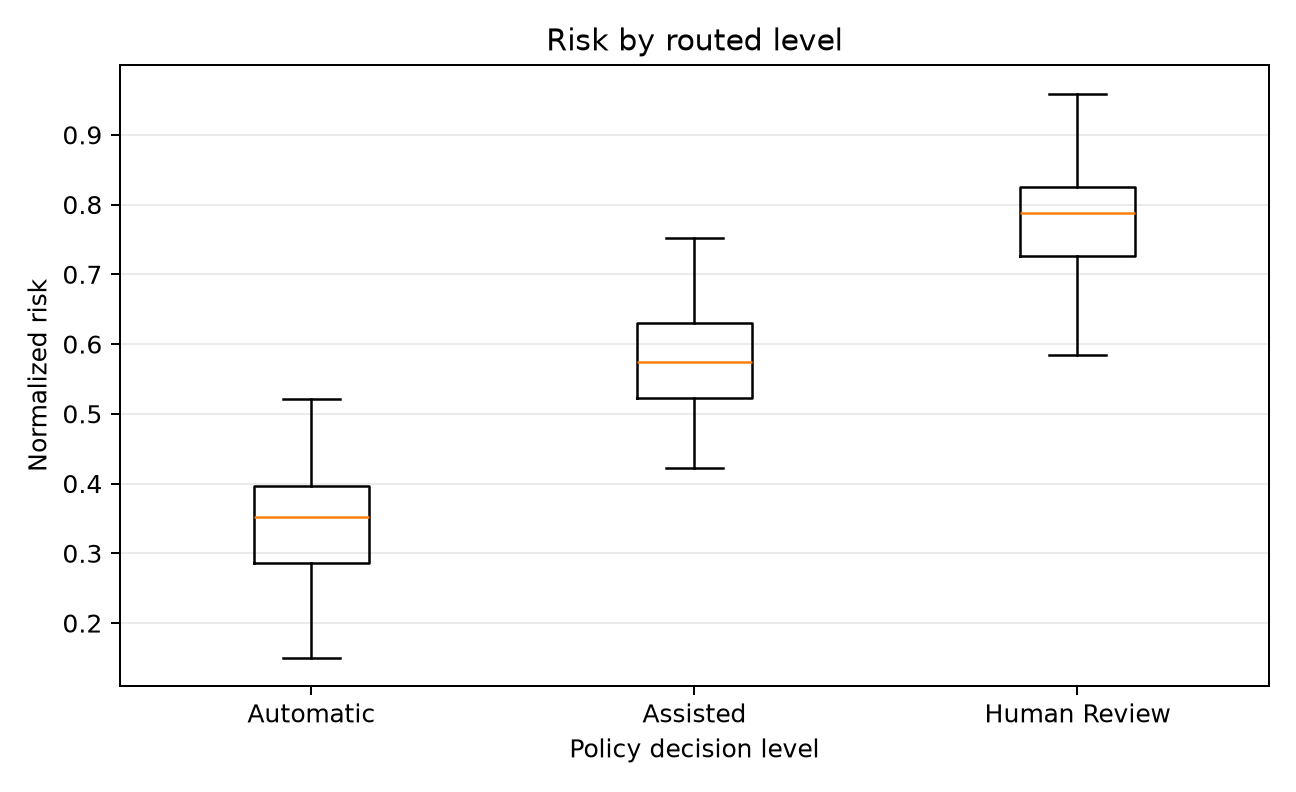 Risk by routed level
Normalized risk
0.9
0.8
0.7
0.6
0.5
0.4
0.3
0.2
Automatic
Assisted
Human Review
Policy decision level